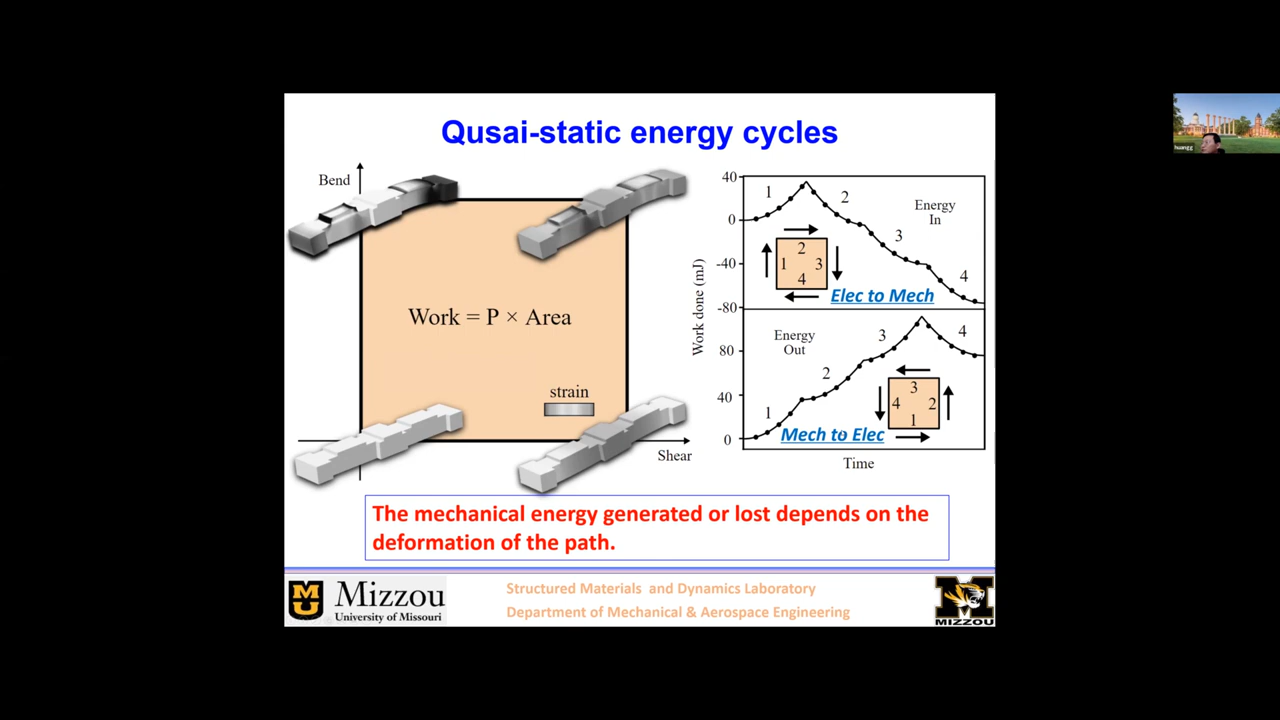 Qusai-static energy cycles
Bend
Work = P × Area
strain
Shear
40
0
-40
-80
80
40
0
Work done (mJ)
1
2
3
4
Energy
In
2
1 3
4
Elec to Mech
Energy
Out
1
2
3
4
3
4 2
1
Mech to Elec
Time
The mechanical energy generated or lost depends on the
deformation of the path.
Mizzou
University of Missouri
Structured Materials and Dynamics Laboratory
Department of Mechanical & Aerospace Engineering
MIZZOU
huangg